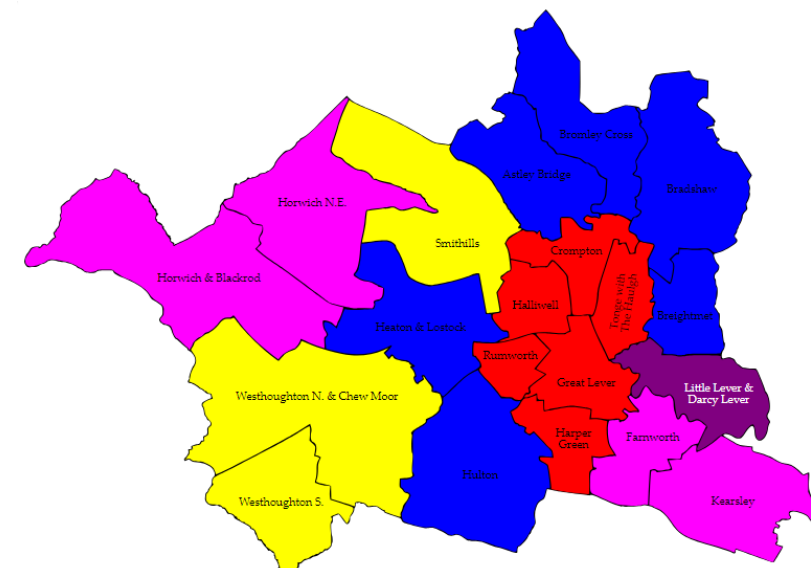 Bromley Cross
Astley Bridge
Bradshaw
Horwich N.E.
Smithills
Crompton
Horwich & Blackrod
Tonge with
The Haulgh
Halliwell
Breightmet
Heaton & Lostock
Rumworth
Great Lever
Little Lever &
Darcy Lever
Westhoughton N. & Chew Moor
Harper
Green
Farnworth
Hulton
Westhoughton S.
Kearsley